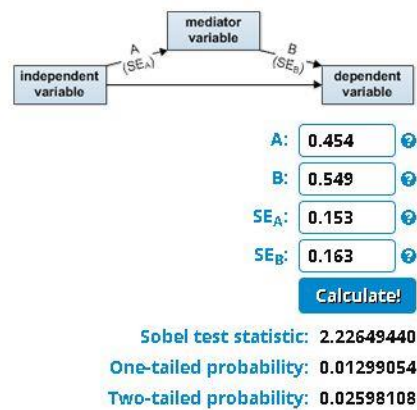 mediator
variable
A
(SEA)
B
(SEB)
independent
variable
dependent
variable
A: 0.454 ?
B: 0.549 ?
SEA: 0.153 ?
SEB: 0.163 ?
Calculate!
Sobel test statistic: 2.22649440
One-tailed probability: 0.01299054
Two-tailed probability: 0.02598108